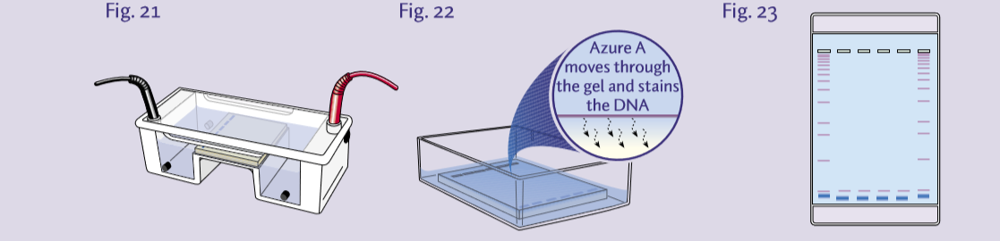 Fig. 21
Fig. 22
Azure A
moves through
the gel and stains
the DNA
Fig. 23